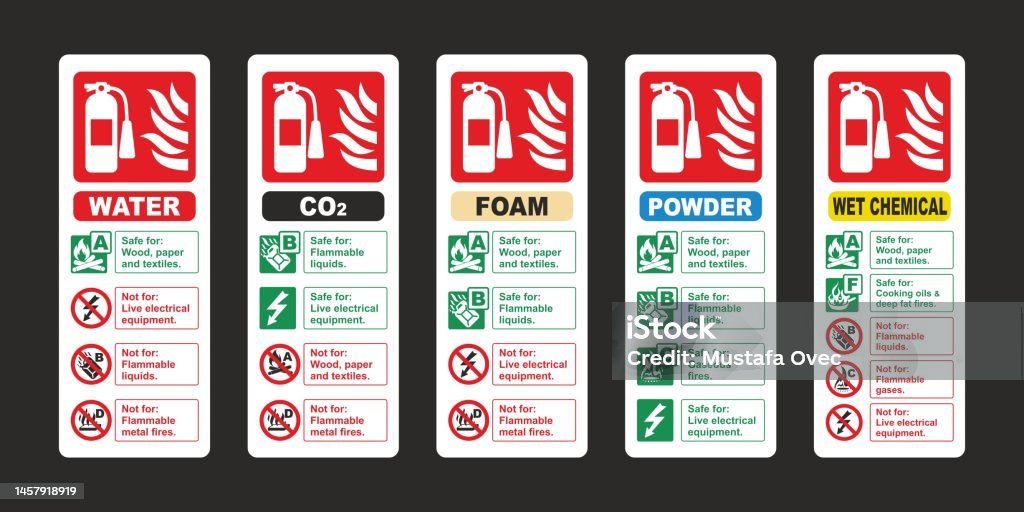 WATER
A
Safe for:
Wood, paper
and textiles.
Not for:
Live electrical
equipment.
B
Not for:
Flammable
liquids.
D
Not for:
Flammable
metal fires.
CO2
B
Safe for:
Flammable
liquids.
Safe for:
Live electrical
equipment.
A
Not for:
Wood, paper
and textiles.
D
Not for:
Flammable
metal fires.
FOAM
A
Safe for:
Wood, paper
and textiles.
B
Safe for:
Flammable
liquids.
Not for:
Live electrical
equipment.
D
Not for:
Flammable
metal fires.
POWDER
A
Safe for:
Wood, paper
and textiles.
B
Safe for:
Flammable
liquids.
Safe for:
Gaseous
fires.
Safe for:
Live electrical
equipment.
WET CHEMICAL
A
Safe for:
Wood, paper
and textiles.
F
Safe for:
Cooking oils &
deep fat fires.
B
Not for:
Flammable
liquids.
C
Not for:
Flammable
gases.
Not for:
Live electrical
equipment.
iStock
Credit: Mustafa Ovec
1457918919